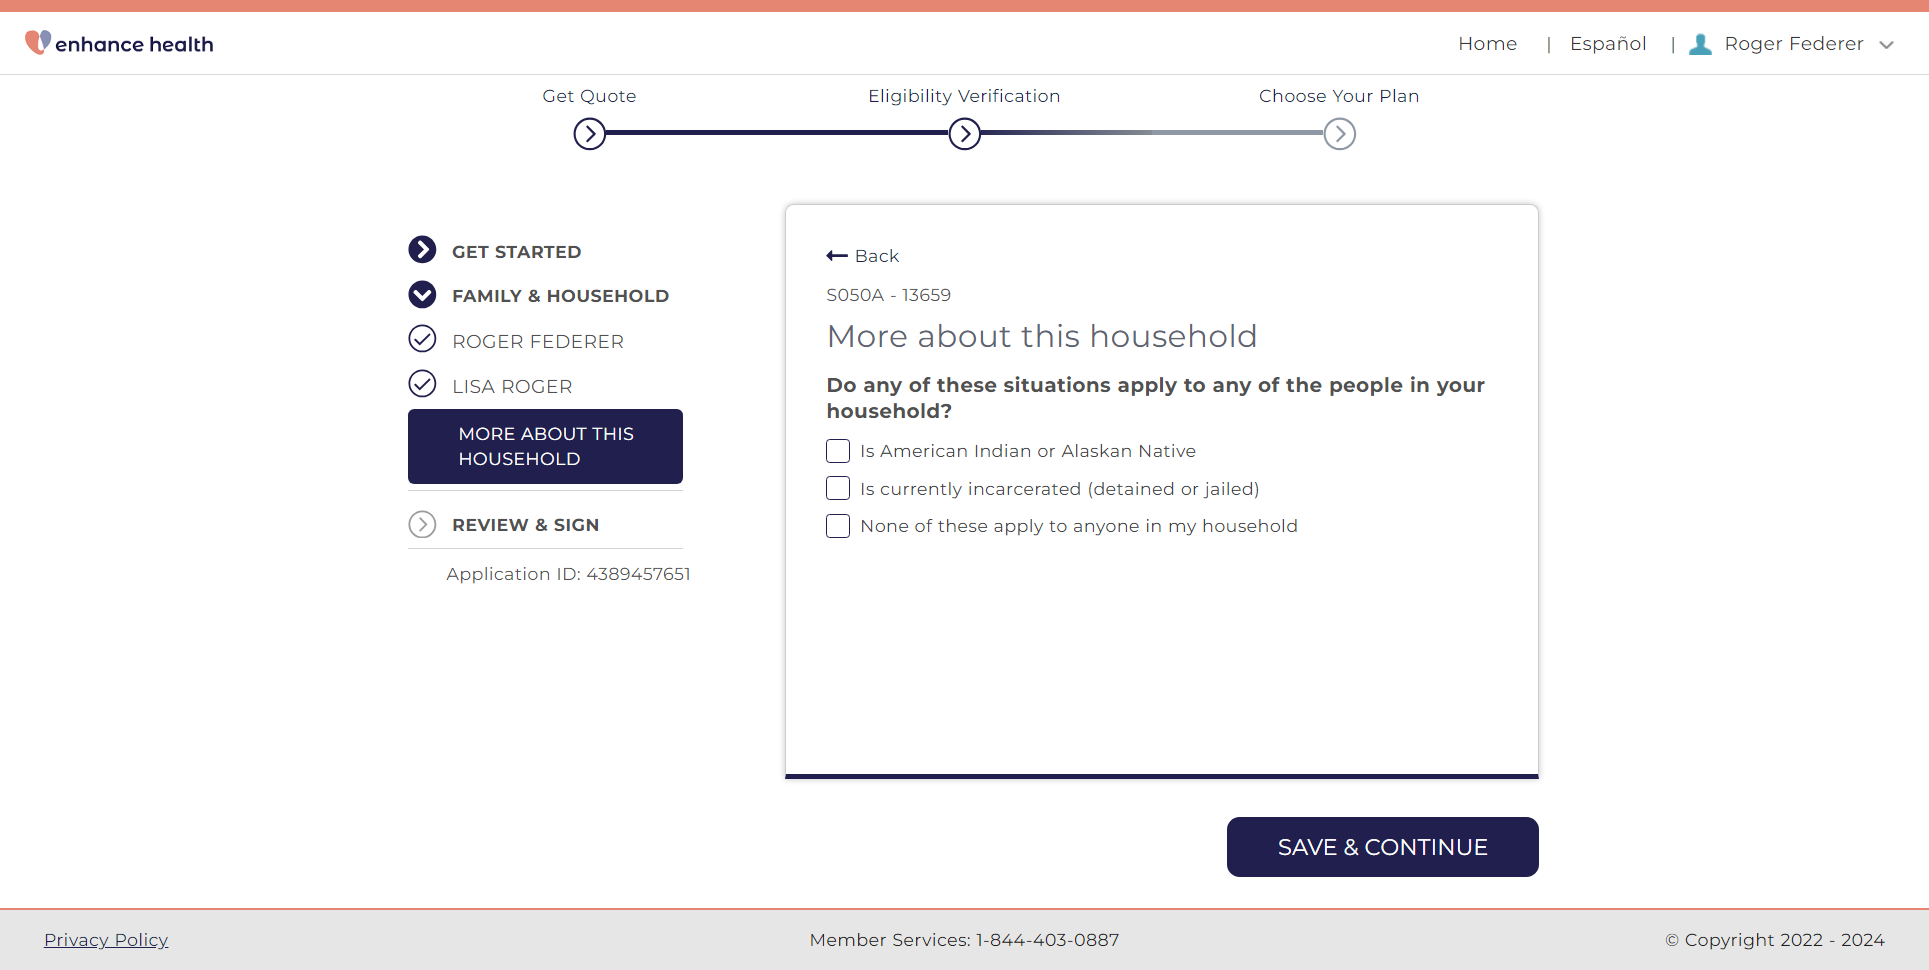 enhance health
Home | Español | Roger Federer
Get Quote
Eligibility Verification
Choose Your Plan
GET STARTED
FAMILY & HOUSEHOLD
ROGER FEDERER
LISA ROGER
MORE ABOUT THIS
HOUSEHOLD
REVIEW & SIGN
Application ID: 4389457651
Back
S050A - 13659
More about this household
Do any of these situations apply to any of the people in your
household?
Is American Indian or Alaskan Native
Is currently incarcerated (detained or jailed)
None of these apply to anyone in my household
SAVE & CONTINUE
Privacy Policy
Member Services: 1-844-403-0887
© Copyright 2022 - 2024